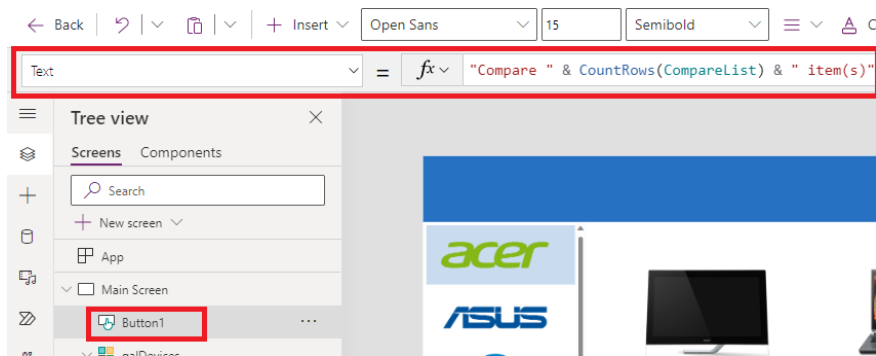 Back
Insert
Open Sans
15
Semibold
Text
=
fx
"Compare " & CountRows(CompareList) & " item(s)"
Tree view
Screens
Components
Search
New screen
App
Main Screen
Button1
...
galDevices
acer
ASUS